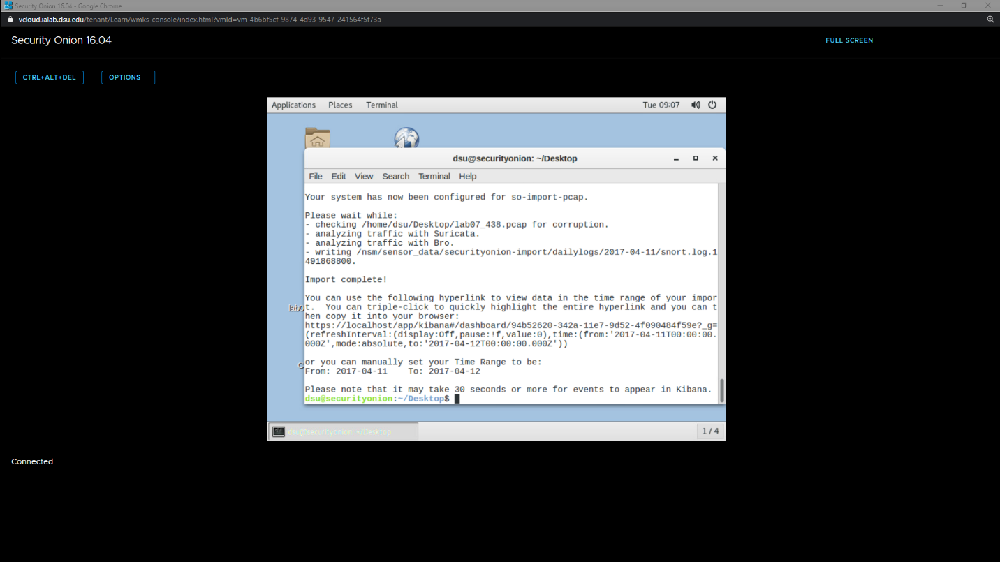 Security Onion 16.04 - Google Chrome
vcloud.ialab.dsu.edu/tenant/Learn/wmks-console/index.html?vmId=vm-4b6bf5cf-9874-4d93-9547-241564f5f73a
Security Onion 16.04
FULL SCREEN
CTRL+ALT+DEL OPTIONS
Applications Places Terminal Tue 09:07
dsu@securityonion: ~/Desktop
File Edit View Search Terminal Help
Your system has now been configured for so-import-pcap.
Please wait while:
- checking /home/dsu/Desktop/lab07_438.pcap for corruption.
- analyzing traffic with Suricata.
- analyzing traffic with Bro.
- writing /nsm/sensor_data/securityonion-import/dailylogs/2017-04-11/snort.log.1
491868800.
Import complete!
You can use the following hyperlink to view data in the time range of your impor
lab0
t.  You can triple-click to quickly highlight the entire hyperlink and you can t
hen copy it into your browser:
https://localhost/app/kibana#/dashboard/94b52620-342a-11e7-9d52-4f090484f59e?_g=
(refreshInterval:(display:Off,pause:!f,value:0),time:(from:'2017-04-11T00:00:00.
000Z',mode:absolute,to:'2017-04-12T00:00:00.000Z'))
or you can manually set your Time Range to be:
C
From: 2017-04-11    To: 2017-04-12
Please note that it may take 30 seconds or more for events to appear in Kibana.
dsu@securityonion:~/Desktop$
dsu@securityonion: ~/Desktop
1 / 4
Connected.